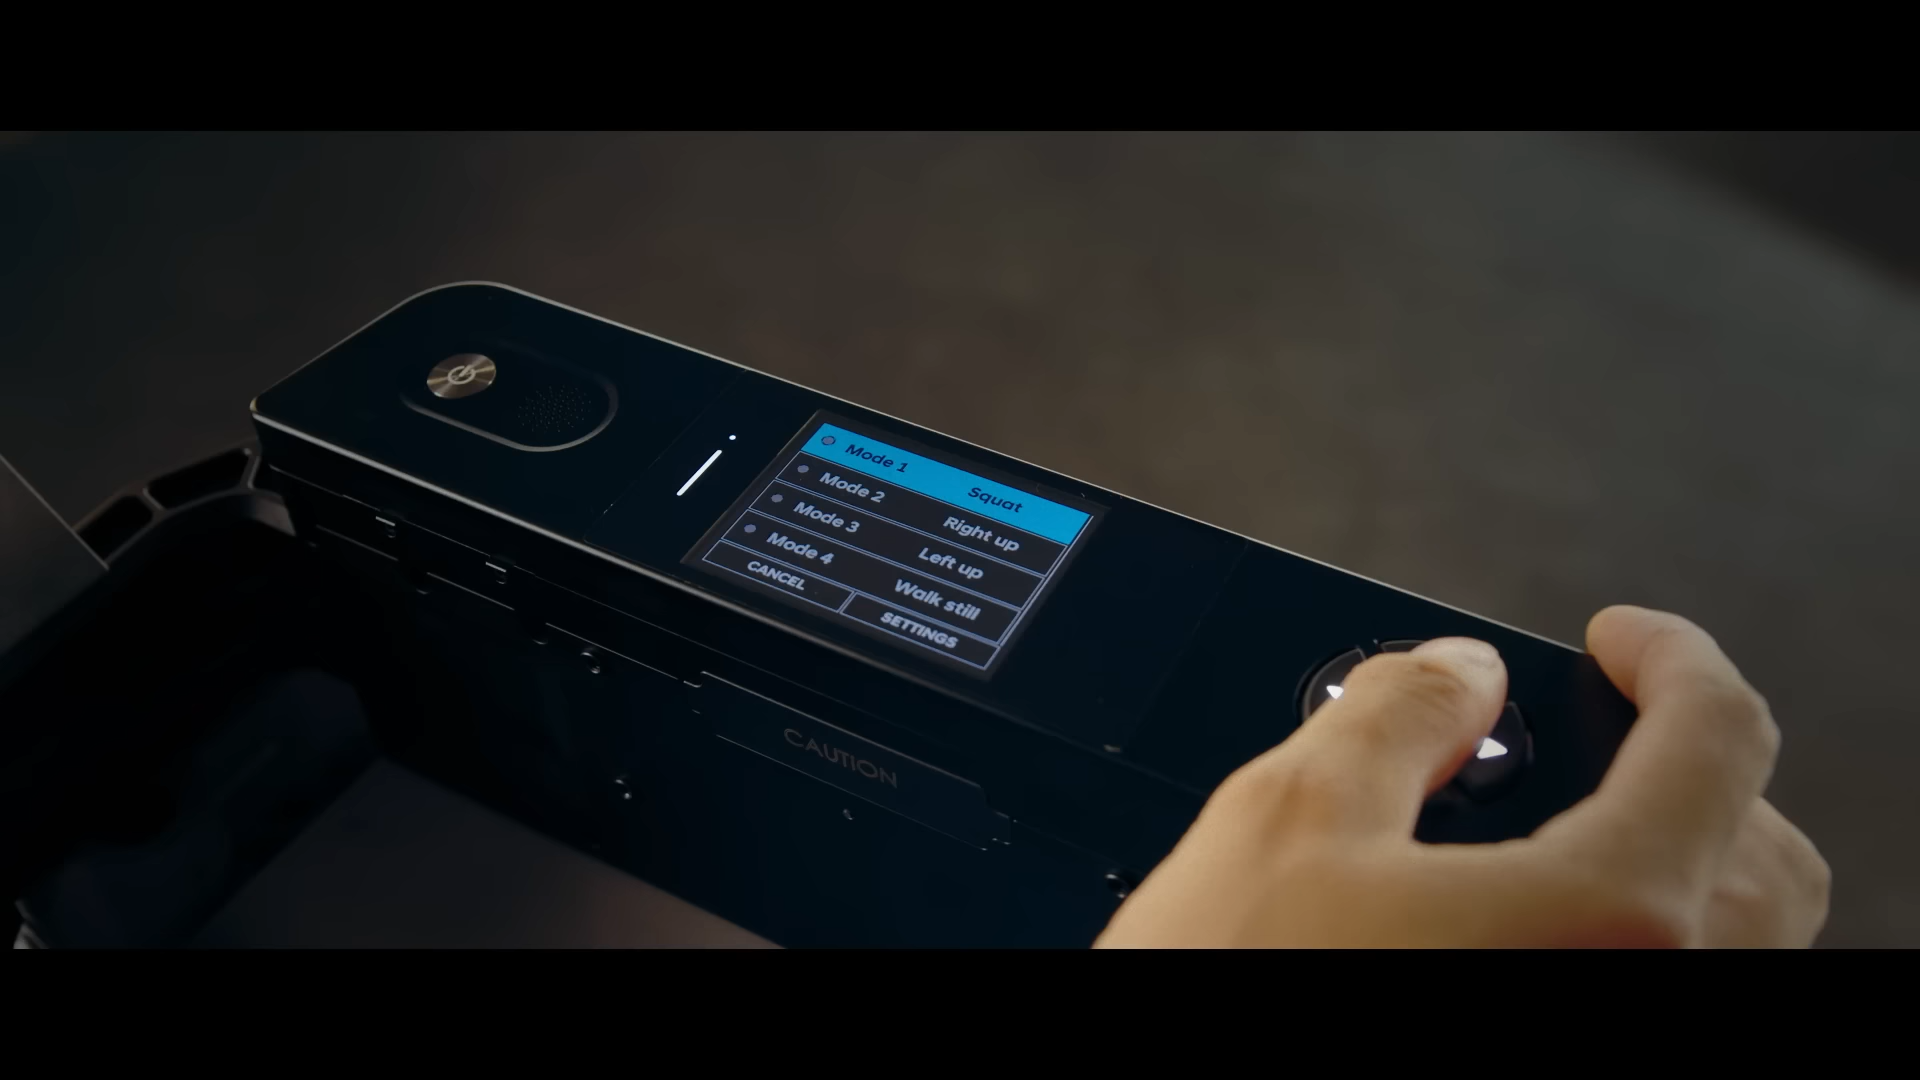 Mode 1 Squat
Mode 2 Right up
Mode 3 Left up
Mode 4 Walk still
CANCEL SETTINGS
CAUTION